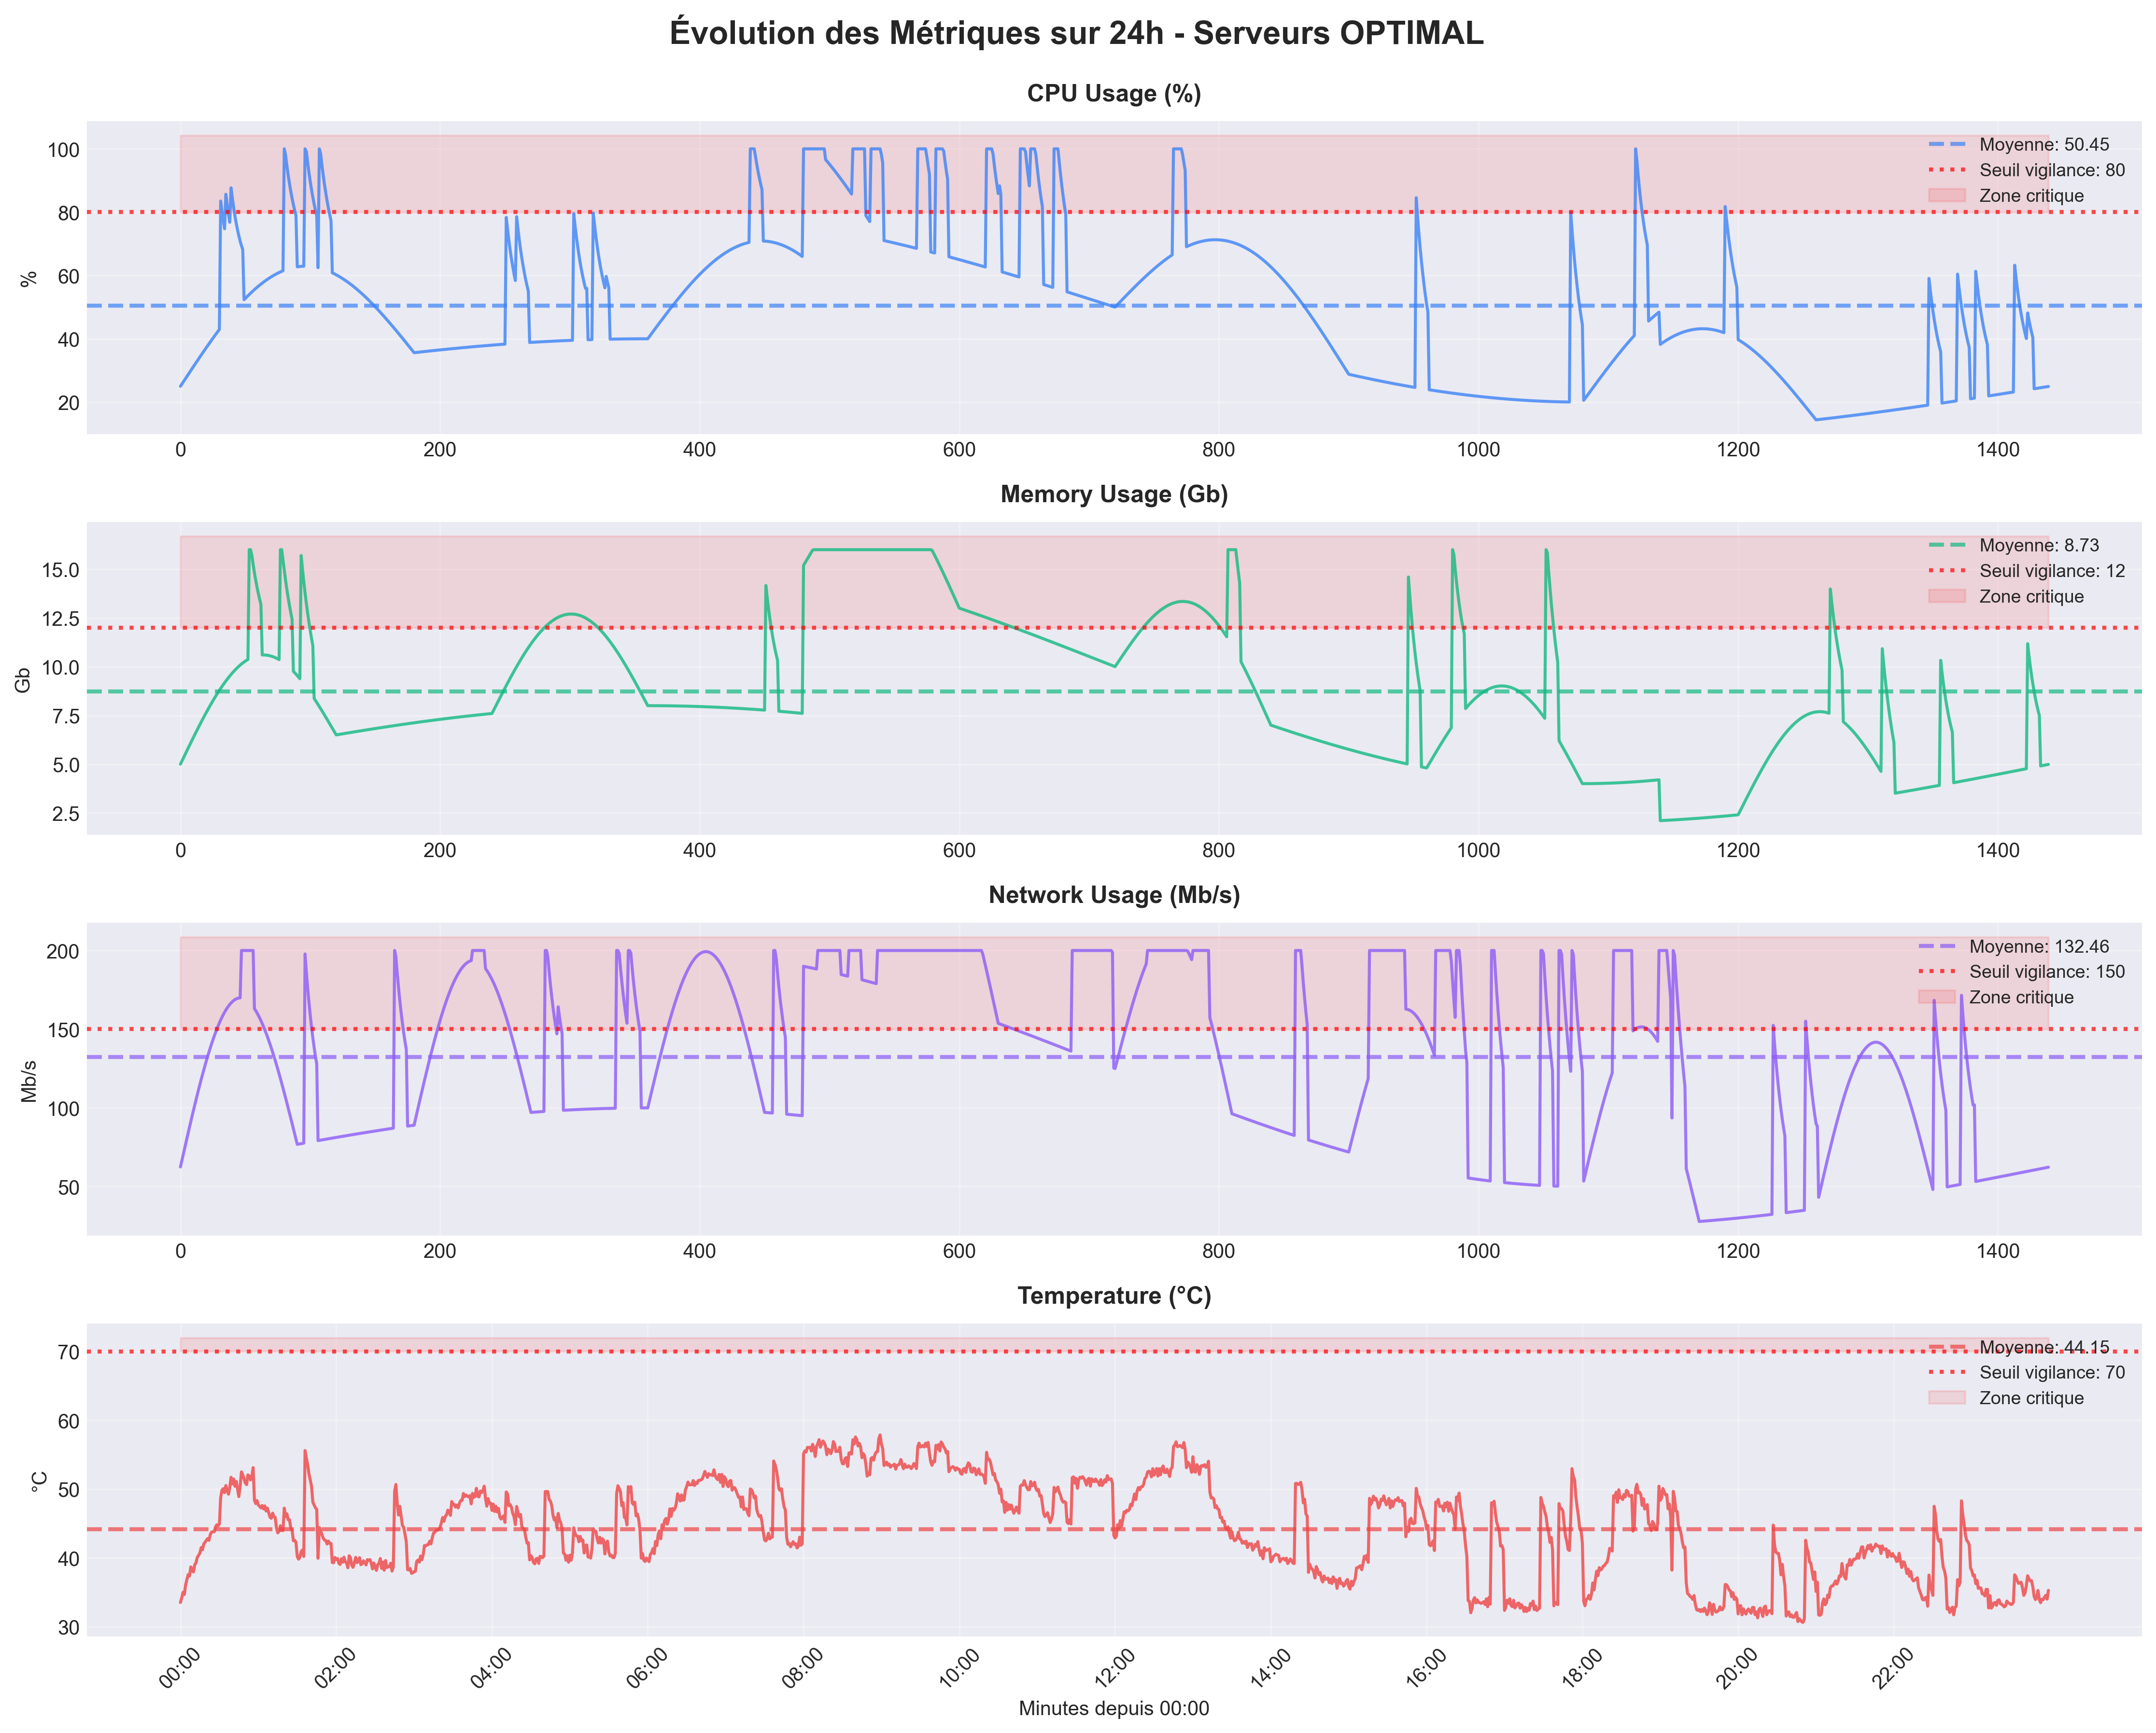 Évolution des Métriques sur 24h - Serveurs OPTIMAL
CPU Usage (%)
Moyenne: 50.45
Seuil vigilance: 80
Zone critique
100
80
60
40
20
%
0 200 400 600 800 1000 1200 1400
Memory Usage (Gb)
Moyenne: 8.73
Seuil vigilance: 12
Zone critique
15.0
12.5
10.0
7.5
5.0
2.5
Gb
0 200 400 600 800 1000 1200 1400
Network Usage (Mb/s)
Moyenne: 132.46
Seuil vigilance: 150
Zone critique
200
150
100
50
Mb/s
0 200 400 600 800 1000 1200 1400
Temperature (°C)
Moyenne: 44.15
Seuil vigilance: 70
Zone critique
70
60
50
40
30
°C
00:00 02:00 04:00 06:00 08:00 10:00 12:00 14:00 16:00 18:00 20:00 22:00
Minutes depuis 00:00